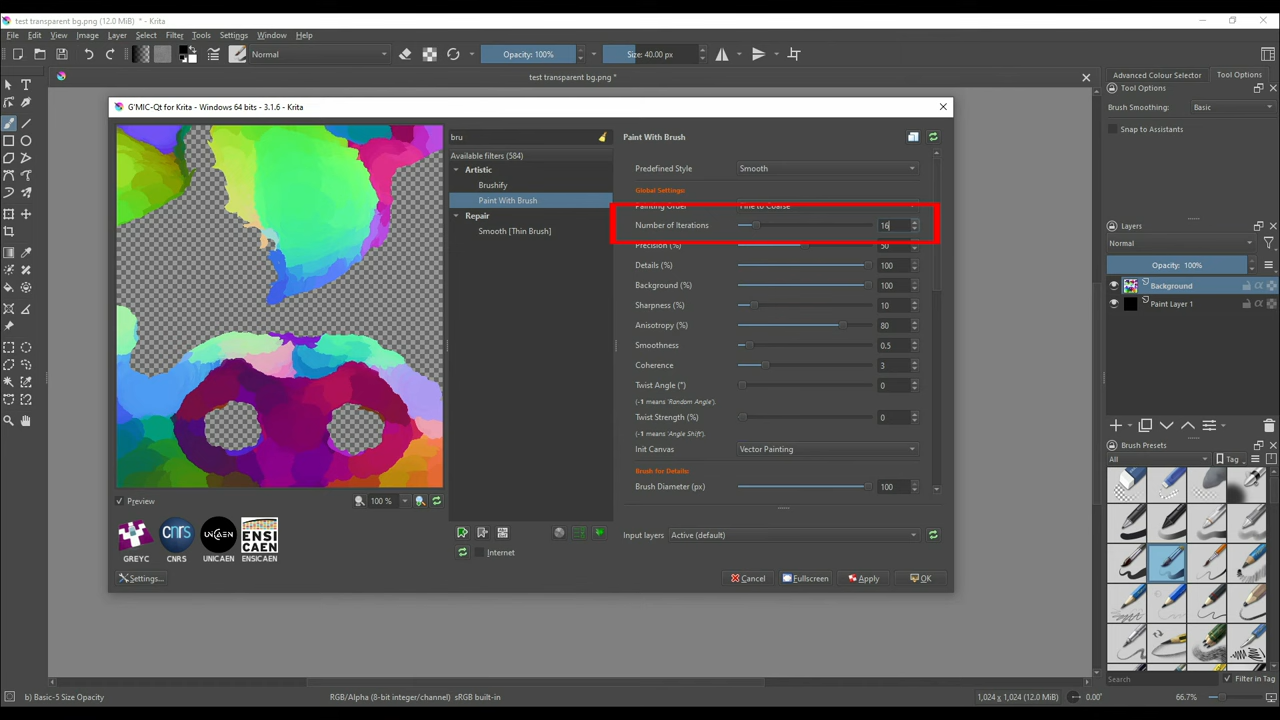 test transparent bg.png (12.0 MiB) * - Krita
File Edit View Image Layer Select Filter Tools Settings Window Help
Normal Opacity: 100% Size: 40.00 px
test transparent bg.png *
Advanced Colour Selector Tool Options
Tool Options
Brush Smoothing: Basic
Snap to Assistants
G'MIC-Qt for Krita - Windows 64 bits - 3.1.6 - Krita
bru
Available filters (584)
Artistic
Brushify
Paint With Brush
Repair
Smooth [Thin Brush]
Paint With Brush
Predefined Style Smooth
Global Settings:
Painting Order Fine to Coarse
Number of Iterations 16
Precision (%) 50
Details (%) 100
Background (%) 100
Sharpness (%) 10
Anisotropy (%) 80
Smoothness 0.5
Coherence 3
Twist Angle (°) 0
(-1 means 'Random Angle').
Twist Strength (%) 0
(-1 means 'Angle Shift').
Init Canvas Vector Painting
Brush for Details:
Brush Diameter (px) 100
Preview
100 %
GREYC
CNRS
cnrs
UNICAEN
UNICAEN
ENSI
CAEN
ENSICAEN
Internet
Input layers Active (default)
Settings...
Cancel Fullscreen Apply OK
Layers
Normal
Opacity: 100%
Background
Paint Layer 1
Brush Presets
All Tag
Search Filter in Tag
b) Basic-5 Size Opacity
RGB/Alpha (8-bit integer/channel) sRGB built-in
1,024 x 1,024 (12.0 MiB) 0.00° 66.7%